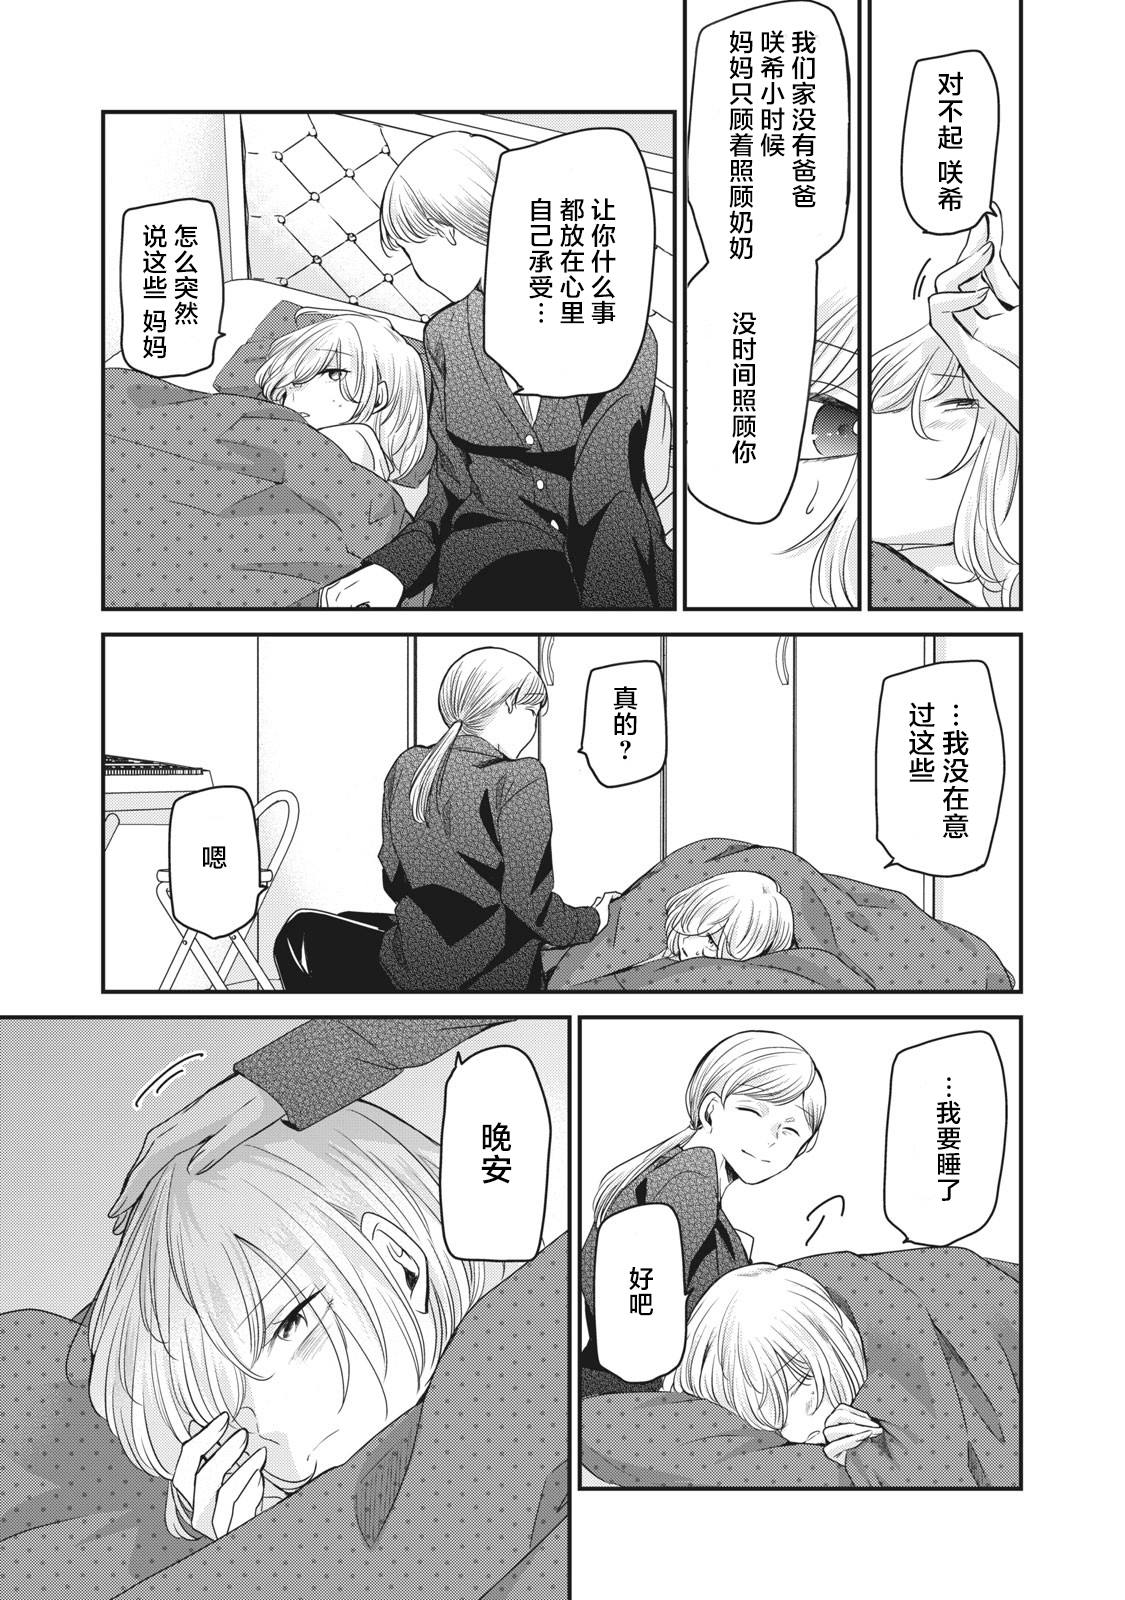 对不起 咲希
我们家没有爸爸
咲希小时候
妈妈只顾着照顾奶奶
没时间照顾你
让你什么事
都放在心里
自己承受…
怎么突然
说这些 妈妈
…我没在意
过这些
真的?
嗯
…我要睡了
好吧
晚安